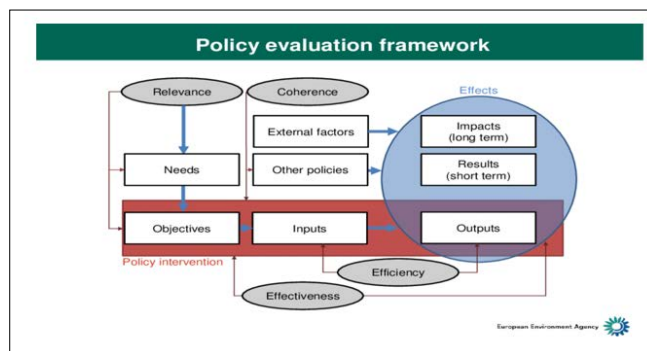 Policy evaluation framework
Relevance
Coherence
Effects
External factors
Impacts
(long term)
Needs
Other policies
Results
(short term)
Objectives
Inputs
Outputs
Policy intervention
Efficiency
Effectiveness
European Environment Agency